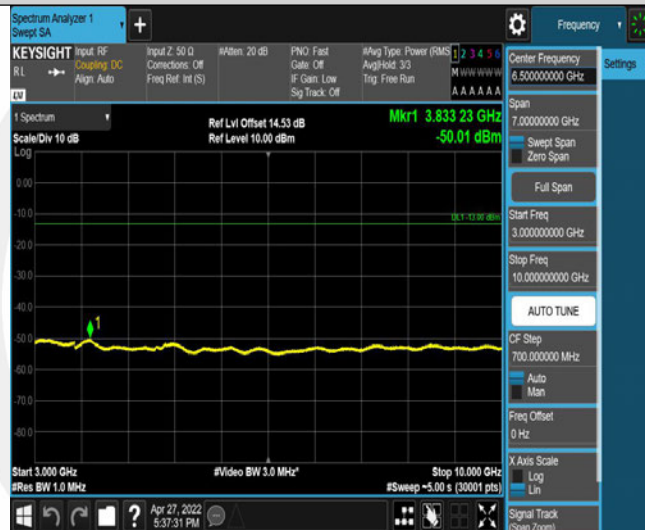 Spectrum Analyzer 1
Swept SA
+
Frequency
KEYSIGHT
RL
Input: RF
Coupling: DC
Align: Auto
Input Z: 50 Ω
Corrections: Off
Freq Ref: Int (S)
#Atten: 20 dB
PNO: Fast
Gate: Off
IF Gain: Low
Sig Track: Off
#Avg Type: Power (RMS
Avg|Hold: 3/3
Trig: Free Run
1 2 3 4 5 6
M W W W W W
A A A A A A
LXI
1 Spectrum
Scale/Div 10 dB
Log
Ref Lvl Offset 14.53 dB
Ref Level 10.00 dBm
Mkr1 3.833 23 GHz
-50.01 dBm
0.00
-10.0
DL1 -13.00 dBm
-20.0
-30.0
-40.0
1
-50.0
-60.0
-70.0
-80.0
Start 3.000 GHz
#Res BW 1.0 MHz
#Video BW 3.0 MHz*
Stop 10.000 GHz
#Sweep ~5.00 s (30001 pts)
?
Apr 27, 2022
5:37:31 PM
Center Frequency
6.500000000 GHz
Settings
Span
7.00000000 GHz
Swept Span
Zero Span
Full Span
Start Freq
3.000000000 GHz
Stop Freq
10.000000000 GHz
AUTO TUNE
CF Step
700.000000 MHz
Auto
Man
Freq Offset
0 Hz
X Axis Scale
Log
Lin
Signal Track
(Span Zoom)